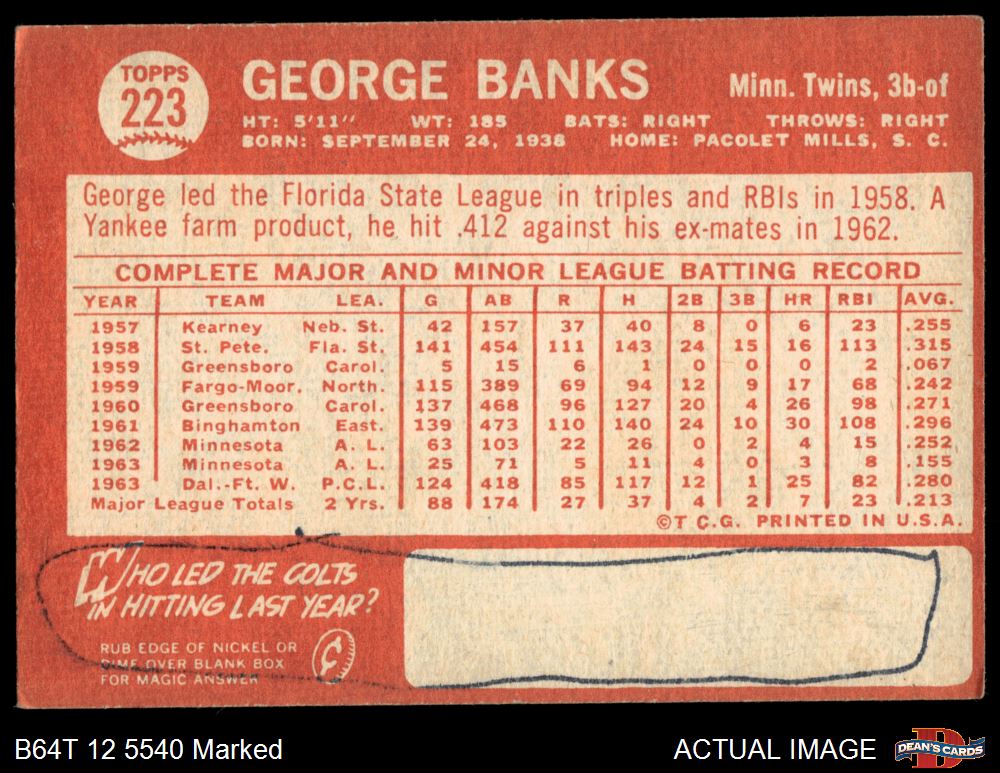 TOPPS
223
GEORGE BANKS
Minn. Twins, 3b-of
HT: 5'11" WT: 185 BATS: RIGHT THROWS: RIGHT
BORN: SEPTEMBER 24, 1938 HOME: PACOLET MILLS, S. C.
George led the Florida State League in triples and RBIs in 1958. A
Yankee farm product, he hit .412 against his ex-mates in 1962.
COMPLETE MAJOR AND MINOR LEAGUE BATTING RECORD
YEAR TEAM LEA. G AB R H 2B 3B HR RBI AVG.
1957 Kearney Neb. St. 42 157 37 40 8 0 6 23 .255
1958 St. Pete. Fla. St. 141 454 111 143 24 15 16 113 .315
1959 Greensboro Carol. 5 15 6 1 0 0 0 2 .067
1959 Fargo-Moor. North. 115 389 69 94 12 9 17 68 .242
1960 Greensboro Carol. 137 468 96 127 20 4 26 98 .271
1961 Binghamton East. 139 473 110 140 24 10 30 108 .296
1962 Minnesota A. L. 63 103 22 26 0 2 4 15 .252
1963 Minnesota A. L. 25 71 5 11 4 0 3 8 .155
1963 Dal.-Ft. W. P.C.L. 124 418 85 117 12 1 25 82 .280
Major League Totals 2 Yrs. 88 174 27 37 4 2 7 23 .213
©T.C.G. PRINTED IN U.S.A.
WHO LED THE COLTS
IN HITTING LAST YEAR?
RUB EDGE OF NICKEL OR
DIME OVER BLANK BOX
FOR MAGIC ANSWER
¢
B64T 12 5540 Marked
ACTUAL IMAGE
DEAN'S CARDS